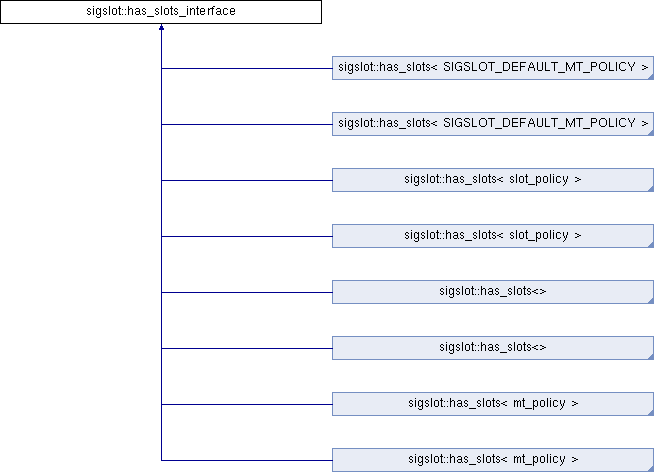 sigslot::has_slots_interface
sigslot::has_slots< SIGSLOT_DEFAULT_MT_POLICY >
sigslot::has_slots< SIGSLOT_DEFAULT_MT_POLICY >
sigslot::has_slots< slot_policy >
sigslot::has_slots< slot_policy >
sigslot::has_slots<>
sigslot::has_slots<>
sigslot::has_slots< mt_policy >
sigslot::has_slots< mt_policy >